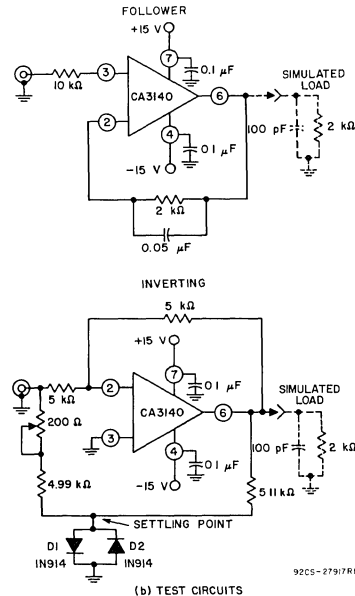 FOLLOWER
+15 V
7
0.1 µF
SIMULATED
LOAD
10 kΩ
3
CA3140
6
2
4
0.1
µF
100 pF
2 kΩ
-15 V
2 kΩ
0.05 µF
INVERTING
5 kΩ
+15 V
7
0.1 µF
SIMULATED
LOAD
5 kΩ
2
CA3140
6
200 Ω
3
4
0.1 µF
100 pF
2 kΩ
-15 V
4.99 kΩ
5.11 kΩ
SETTLING POINT
D1
D2
1N914
1N914
92CS-27917R1
(b) TEST CIRCUITS